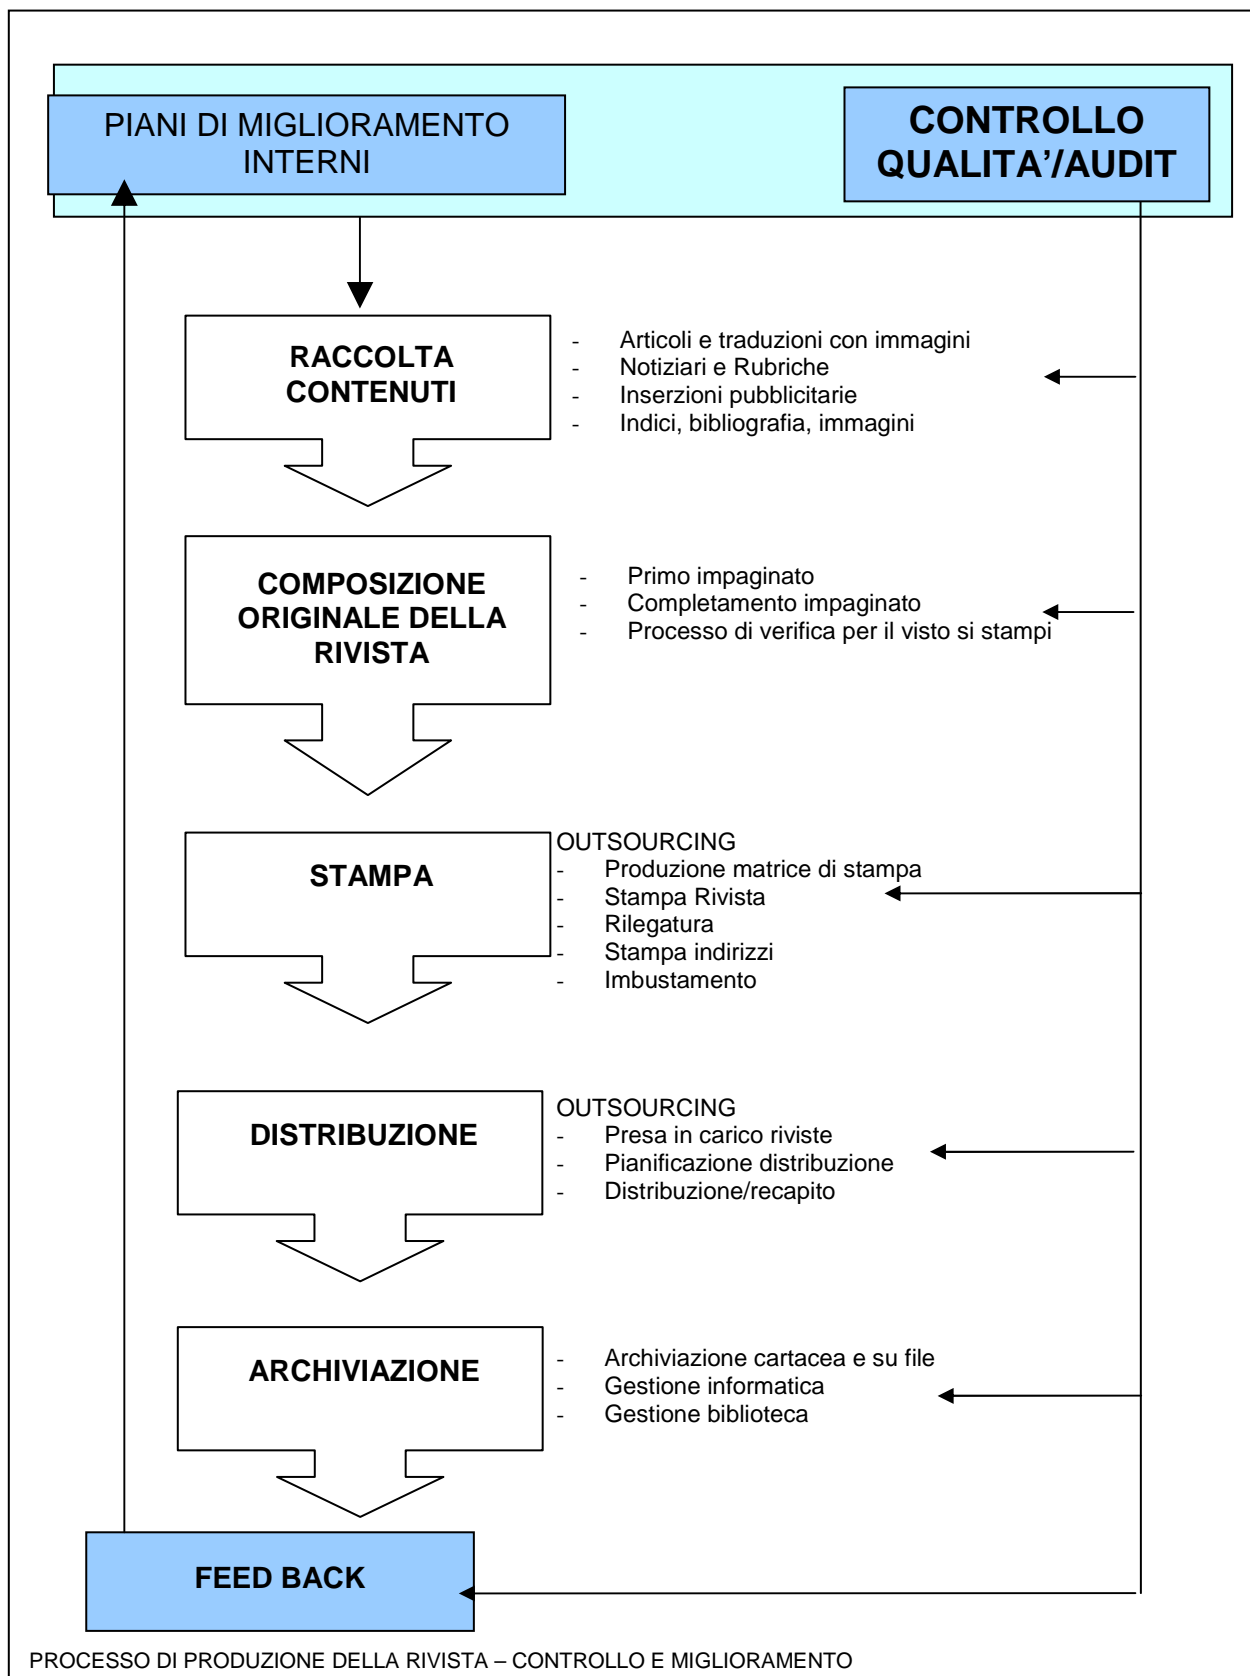 PIANI DI MIGLIORAMENTO
INTERNI
CONTROLLO
QUALITA’/AUDIT
RACCOLTA
CONTENUTI
- Articoli e traduzioni con immagini
- Notiziari e Rubriche
- Inserzioni pubblicitarie
- Indici, bibliografia, immagini
COMPOSIZIONE
ORIGINALE DELLA
RIVISTA
- Primo impaginato
- Completamento impaginato
- Processo di verifica per il visto si stampi
STAMPA
OUTSOURCING
- Produzione matrice di stampa
- Stampa Rivista
- Rilegatura
- Stampa indirizzi
- Imbustamento
DISTRIBUZIONE
OUTSOURCING
- Presa in carico riviste
- Pianificazione distribuzione
- Distribuzione/recapito
ARCHIVIAZIONE
- Archiviazione cartacea e su file
- Gestione informatica
- Gestione biblioteca
FEED BACK
PROCESSO DI PRODUZIONE DELLA RIVISTA – CONTROLLO E MIGLIORAMENTO